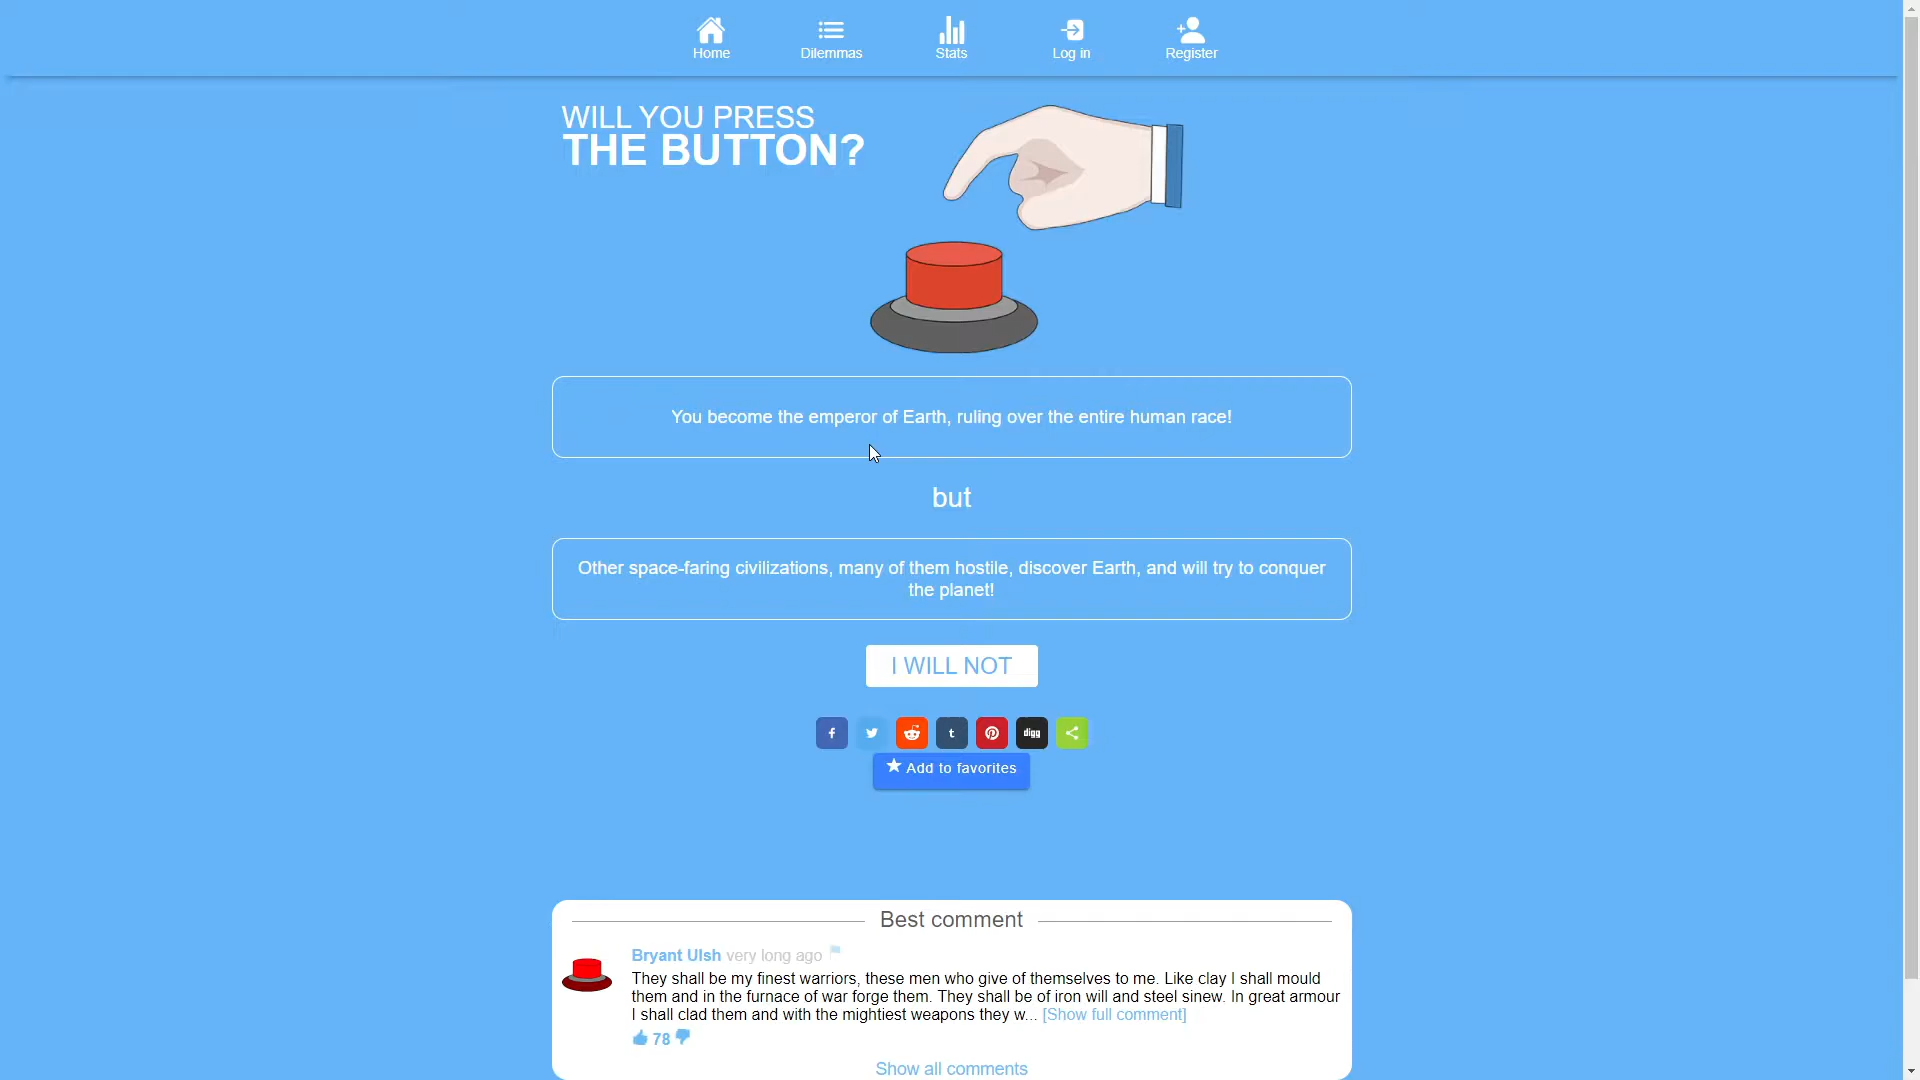 Home
Dilemmas
Stats
Log in
Register
WILL YOU PRESS
THE BUTTON?
You become the emperor of Earth, ruling over the entire human race!
but
Other space-faring civilizations, many of them hostile, discover Earth, and will try to conquer
the planet!
I WILL NOT
f
t
digg
Add to favorites
Best comment
Bryant Ulsh very long ago
They shall be my finest warriors, these men who give of themselves to me. Like clay I shall mould
them and in the furnace of war forge them. They shall be of iron will and steel sinew. In great armour
I shall clad them and with the mightiest weapons they w... [Show full comment]
78
Show all comments